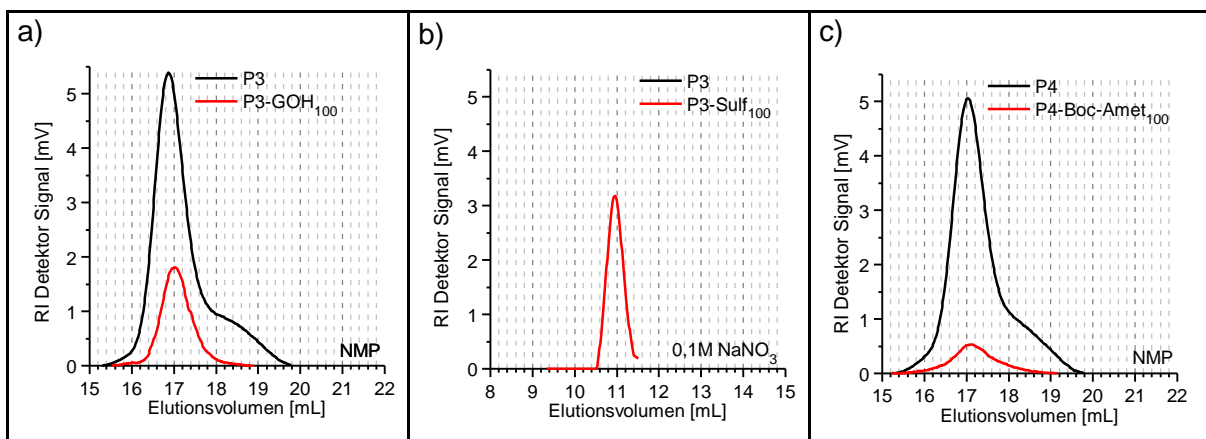 a)
P3
P3-GOH100
RI Detektor Signal [mV]
5
4
3
2
1
0
NMP
15 16 17 18 19 20 21 22
Elutionsvolumen [mL]
b)
P3
P3-Sulf100
RI Detektor Signal [mV]
5
4
3
2
1
0
0,1M NaNO3
8 9 10 11 12 13 14 15
Elutionsvolumen [mL]
c)
P4
P4-Boc-Amet100
RI Detektor Signal [mV]
5
4
3
2
1
0
NMP
15 16 17 18 19 20 21 22
Elutionsvolumen [mL]